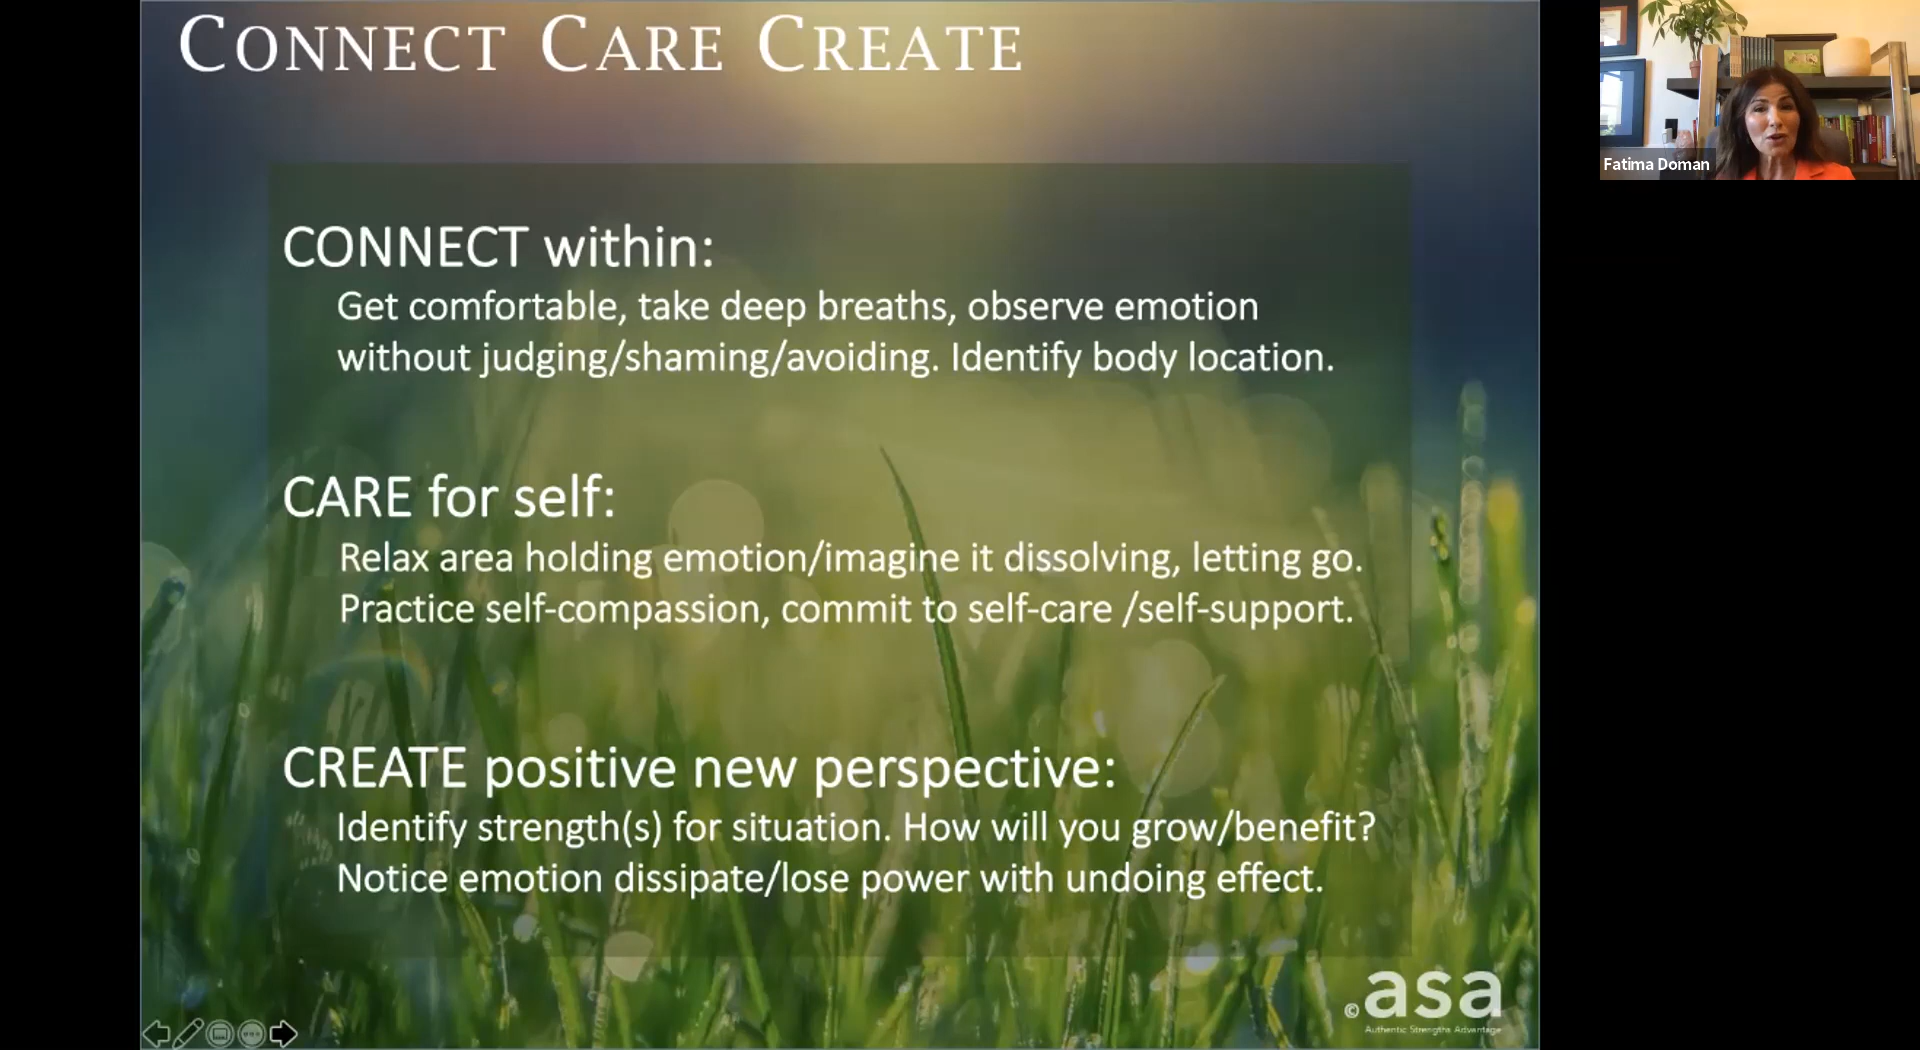 CONNECT CARE CREATE
Fatima Doman
CONNECT within:
Get comfortable, take deep breaths, observe emotion
without judging/shaming/avoiding. Identify body location.
CARE for self:
Relax area holding emotion/imagine it dissolving, letting go.
Practice self-compassion, commit to self-care /self-support.
CREATE positive new perspective:
Identify strength(s) for situation. How will you grow/benefit?
Notice emotion dissipate/lose power with undoing effect.
© asa
Authentic Strengths Advantage